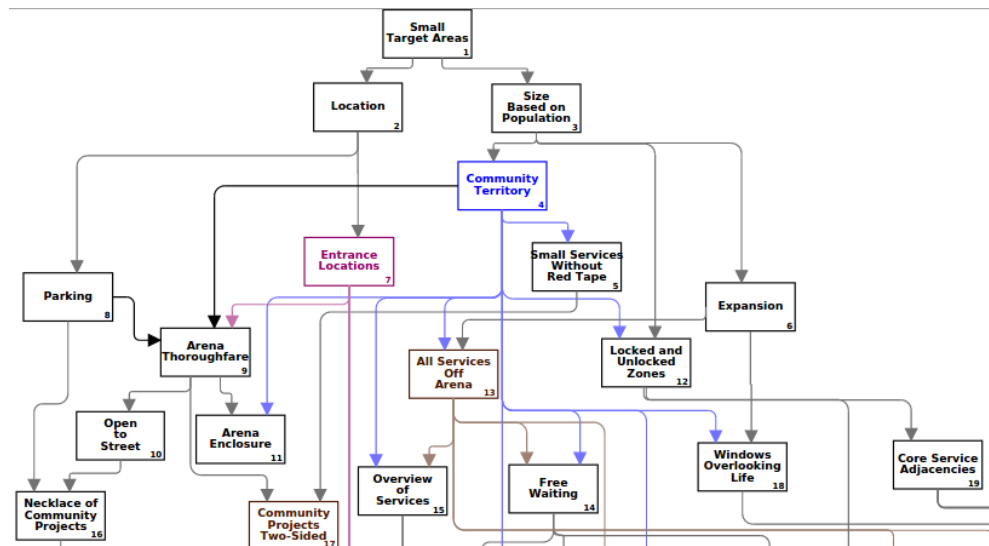 Small
Target Areas
1
Location
2
Size
Based on
Population
3
Community
Territory
4
Small Services
Without
Red Tape
5
Entrance
Locations
7
Parking
8
Expansion
6
Arena
Thoroughfare
9
Locked and
Unlocked
Zones
12
All Services
Off
Arena
13
Open
to
Street
10
Arena
Enclosure
11
Windows
Overlooking
Life
18
Core Service
Adjacencies
19
Overview
of
Services
15
Free
Waiting
14
Necklace of
Community
Projects
16
Community
Projects
Two-Sided
17